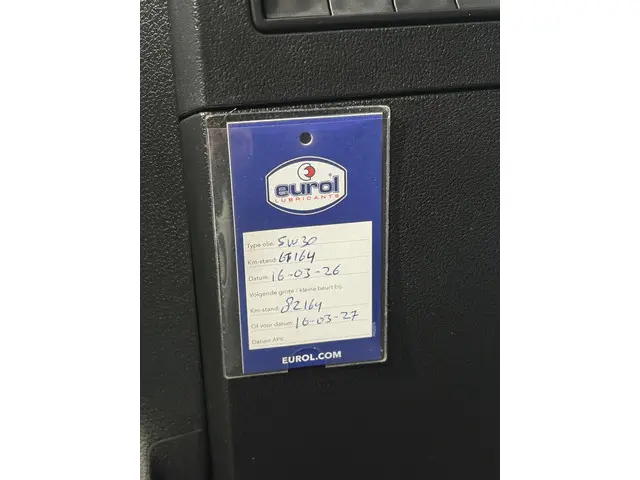 eurol
®
LUBRICANTS
Type olie: 5W30
Km-stand: 67164
Datum: 16-03-26
Volgende grote / kleine beurt bij:
Km-stand: 82164
Of voor datum: 16-03-27
Datum APK:
EUROL.COM